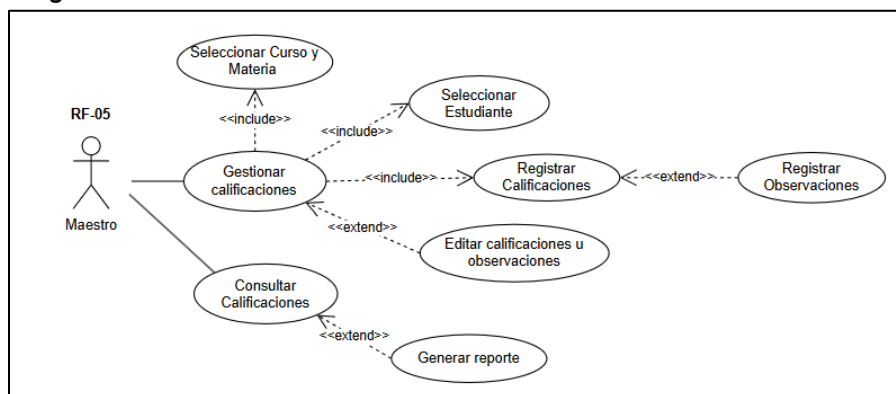 Seleccionar Curso y
Materia
Seleccionar
Estudiante
RF-05
<<include>>
<<include>>
Gestionar
calificaciones
<<include>>
Registrar
Calificaciones
<<extend>>
Registrar
Observaciones
Maestro
<<extend>>
Editar calificaciones u
observaciones
Consultar
Calificaciones
<<extend>>
Generar reporte